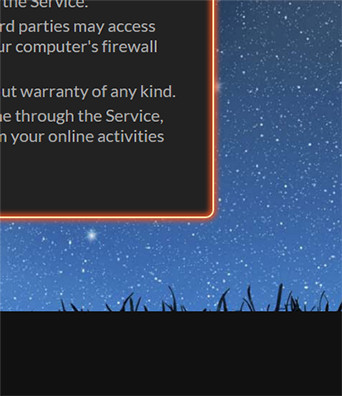 the Service.
rd parties may access
ur computer's firewall
ut warranty of any kind.
ne through the Service,
n your online activities